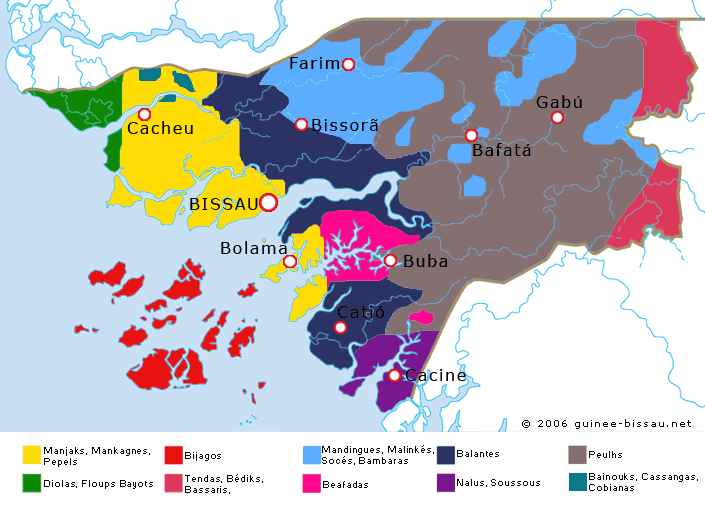 Farim
Gabú
Cacheu
Bissorã
Bafatá
BISSAU
Bolama
Buba
Catió
Cacine
© 2006 guinee-bissau.net
Manjaks, Mankagnes,
Pepels
Bijagos
Mandingues, Malinkés,
Socés, Bambaras
Balantes
Peulhs
Diolas, Floups Bayots
Tendas, Bédiks,
Bassaris,
Beafadas
Nalus, Soussous
Bainouks, Cassangas,
Cobianas